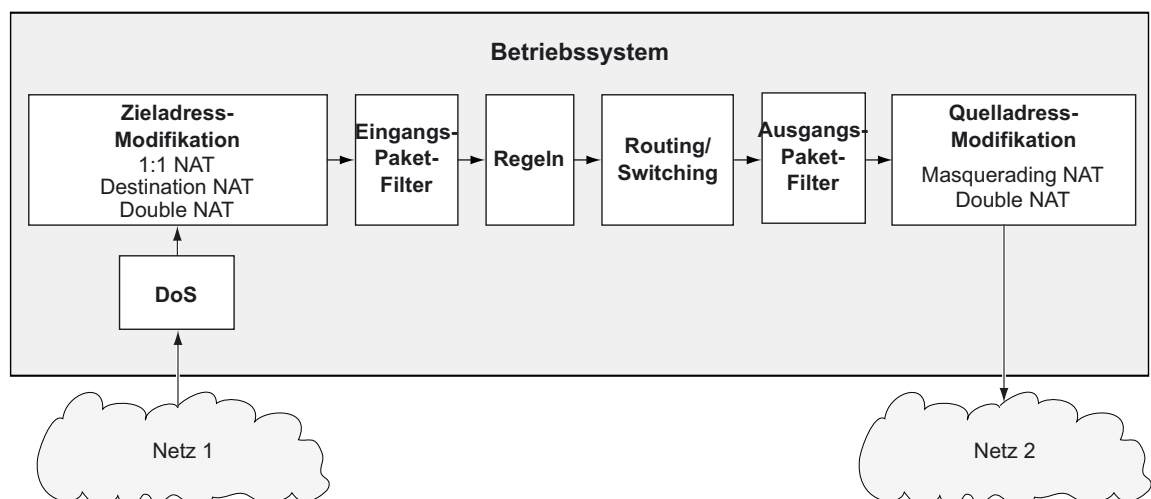 Betriebssystem
Zieladress-
Modifikation
1:1 NAT
Destination NAT
Double NAT
Eingangs-
Paket-
Filter
Regeln
Routing/
Switching
Ausgangs-
Paket-
Filter
Quelladress-
Modifikation
Masquerading NAT
Double NAT
DoS
Netz 1
Netz 2